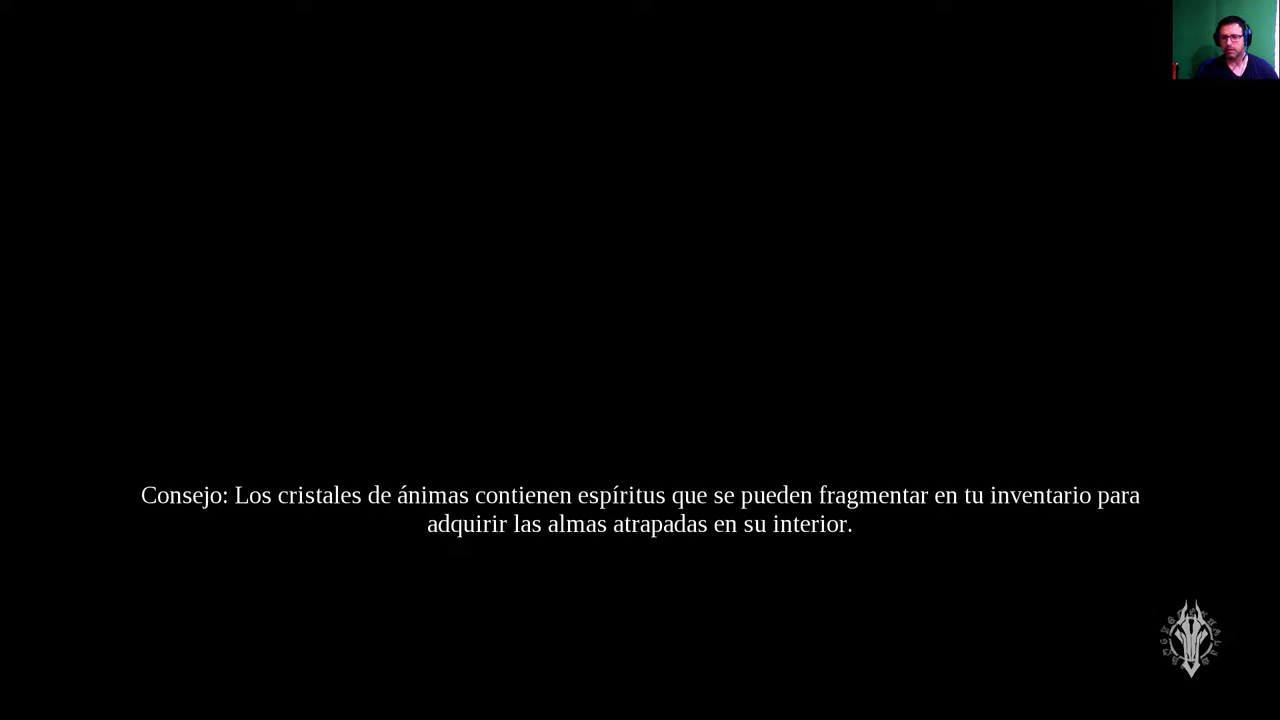 Consejo: Los cristales de ánimas contienen espíritus que se pueden fragmentar en tu inventario para
adquirir las almas atrapadas en su interior.